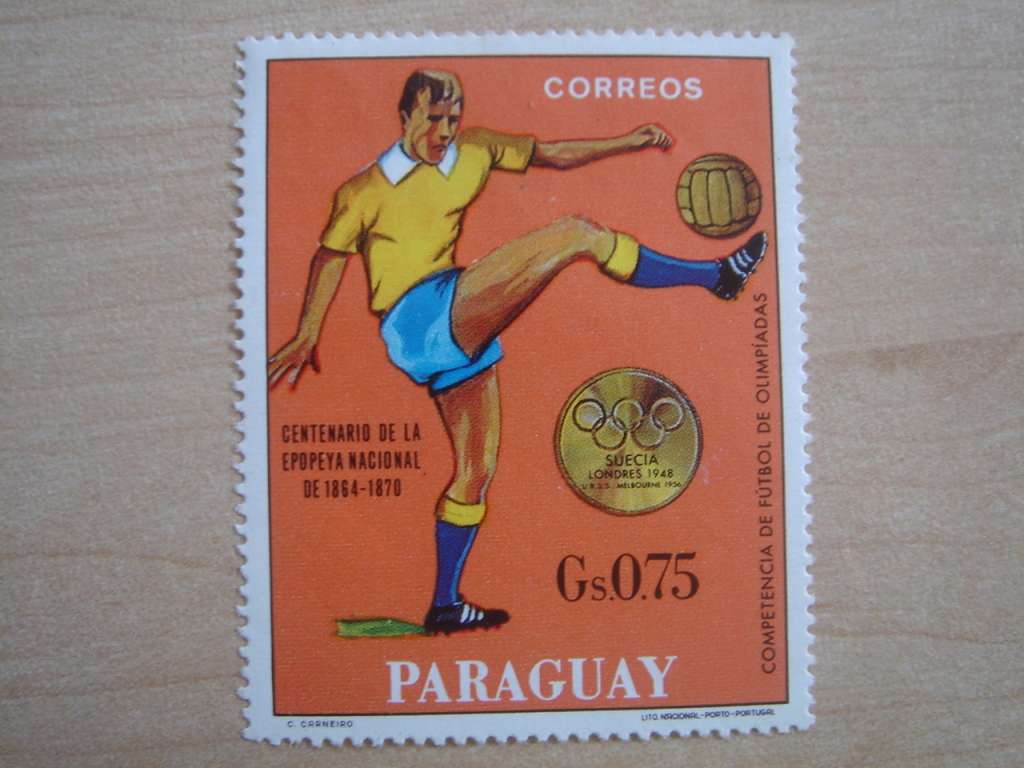 CORREOS
CENTENARIO DE LA
EPOPEYA NACIONAL
DE 1864-1870
SUECIA
LONDRES 1948
U.R.S.S. MELBOURNE 1956
Gs.0.75
COMPETENCIA DE FÚTBOL DE OLIMPÍADAS
PARAGUAY
C. CARNEIRO
LITO. NACIONAL-PORTO-PORTUGAL